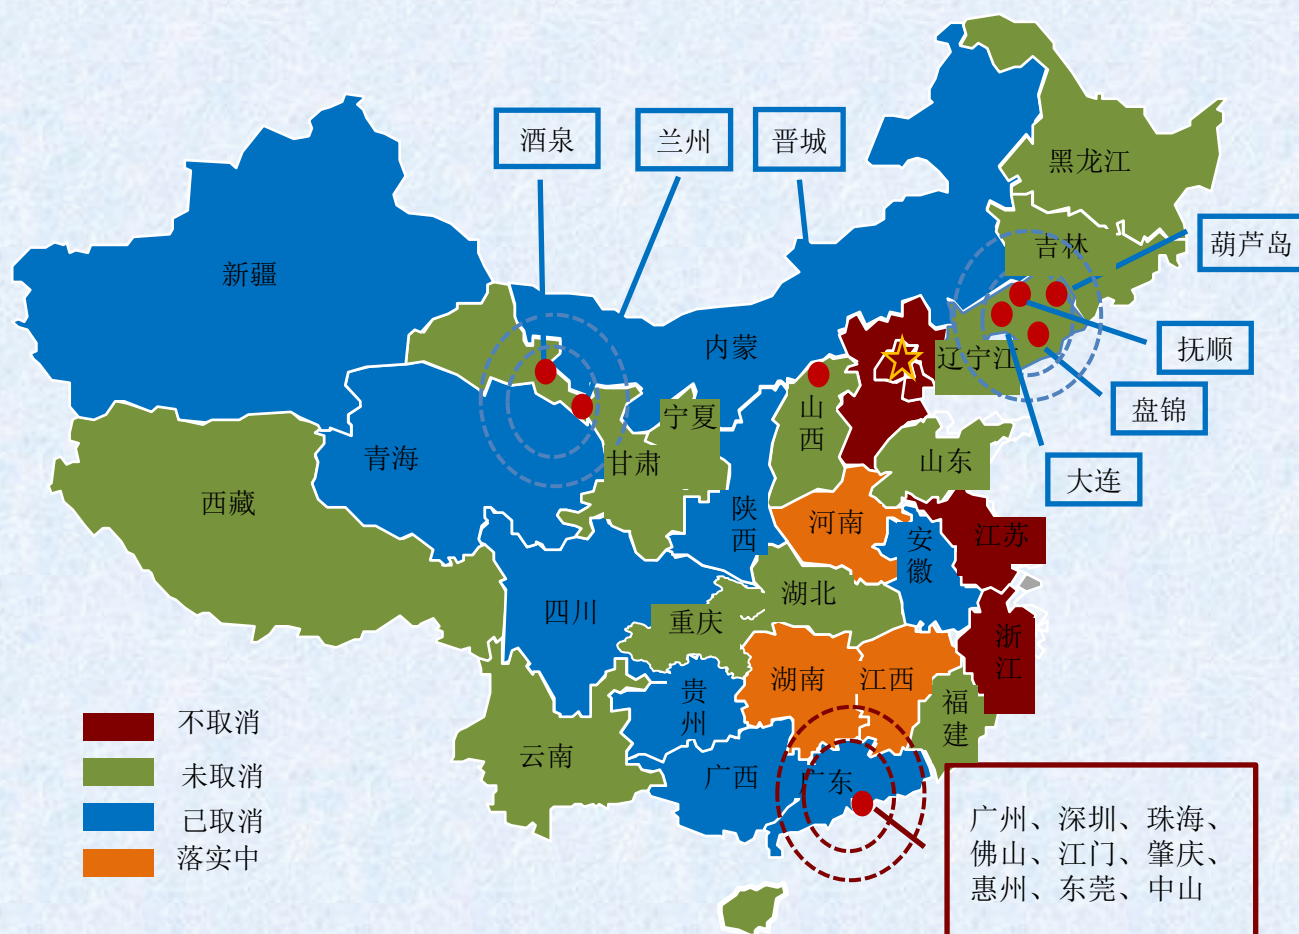 酒泉
兰州
晋城
黑龙江
葫芦岛
吉林
新疆
抚顺
内蒙
辽宁江
盘锦
山
西
宁夏
青海
甘肃
山东
大连
西藏
陕
西
河南
安
徽
江苏
四川
重庆
湖北
浙
江
贵
州
湖南
江西
福
建
云南
广西
广东
不取消
未取消
已取消
落实中
广州、深圳、珠海、
佛山、江门、肇庆、
惠州、东莞、中山